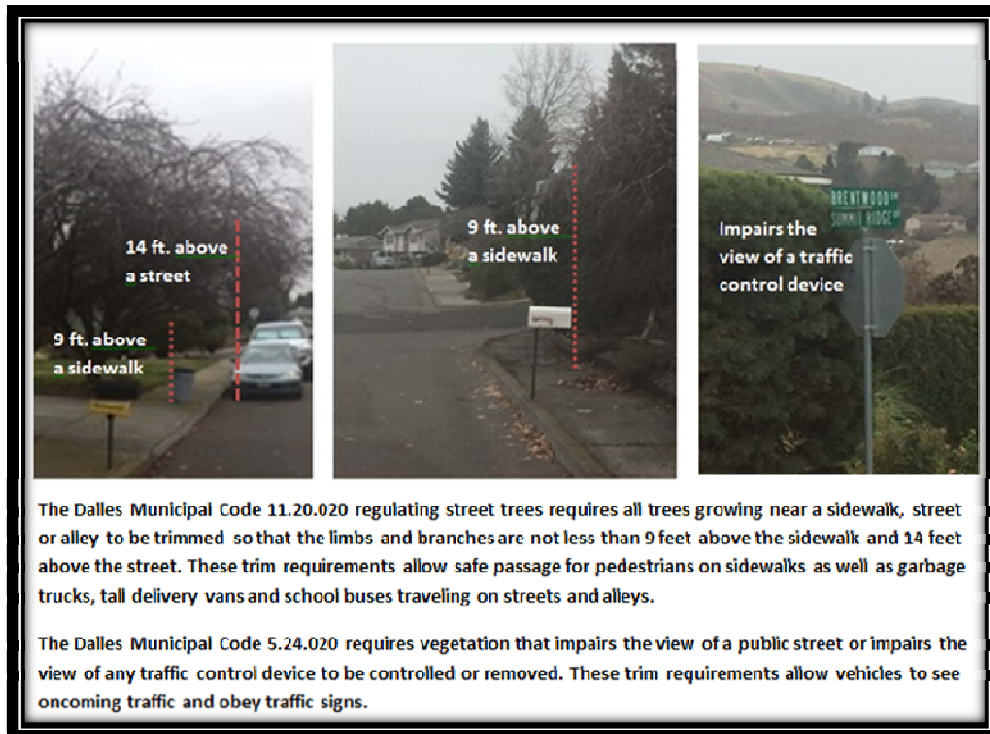 14 ft. above
a street
9 ft. above
a sidewalk
9 ft. above
a sidewalk
BRENTWOOD DR
SUMMIT RIDGE DR
Impairs the
view of a traffic
control device
The Dalles Municipal Code 11.20.020 regulating street trees requires all trees growing near a sidewalk, street
or alley to be trimmed so that the limbs and branches are not less than 9 feet above the sidewalk and 14 feet
above the street. These trim requirements allow safe passage for pedestrians on sidewalks as well as garbage
trucks, tall delivery vans and school buses traveling on streets and alleys.
The Dalles Municipal Code 5.24.020 requires vegetation that impairs the view of a public street or impairs the
view of any traffic control device to be controlled or removed. These trim requirements allow vehicles to see
oncoming traffic and obey traffic signs.